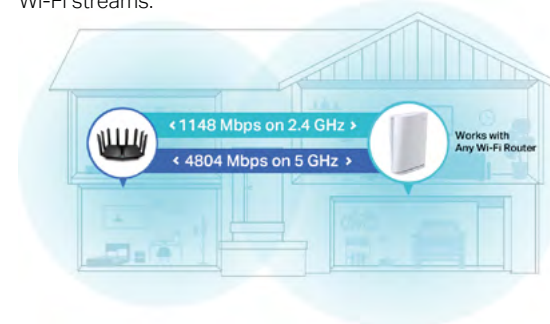 Wi-Fi streams.
< 1148 Mbps on 2.4 GHz >
< 4804 Mbps on 5 GHz >
Works with
Any Wi-Fi Router